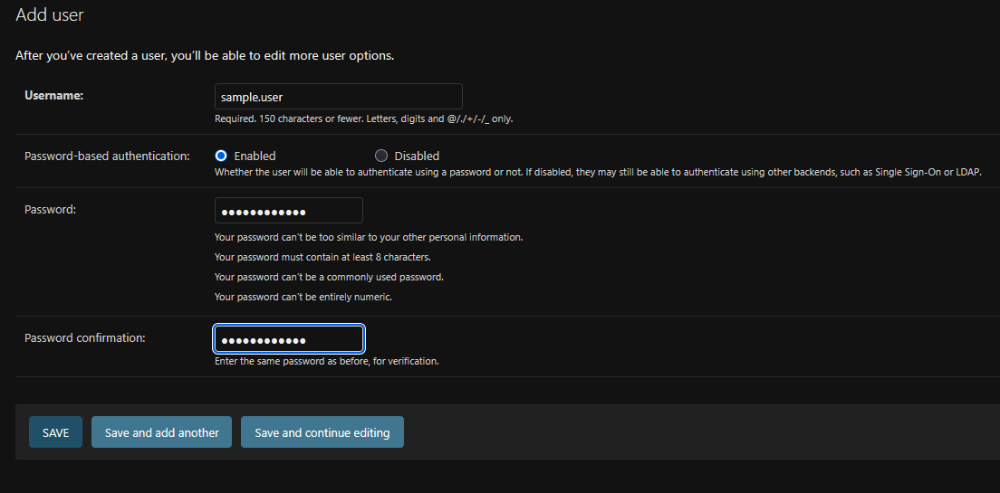 Add user
After you’ve created a user, you’ll be able to edit more user options.
Username:
sample.user
Required. 150 characters or fewer. Letters, digits and @/./+/-/_ only.
Password-based authentication:
Enabled
Disabled
Whether the user will be able to authenticate using a password or not. If disabled, they may still be able to authenticate using other backends, such as Single Sign-On or LDAP.
Password:
●●●●●●●●●●●●
Your password can’t be too similar to your other personal information.
Your password must contain at least 8 characters.
Your password can’t be a commonly used password.
Your password can’t be entirely numeric.
Password confirmation:
●●●●●●●●●●●●
Enter the same password as before, for verification.
SAVE
Save and add another
Save and continue editing